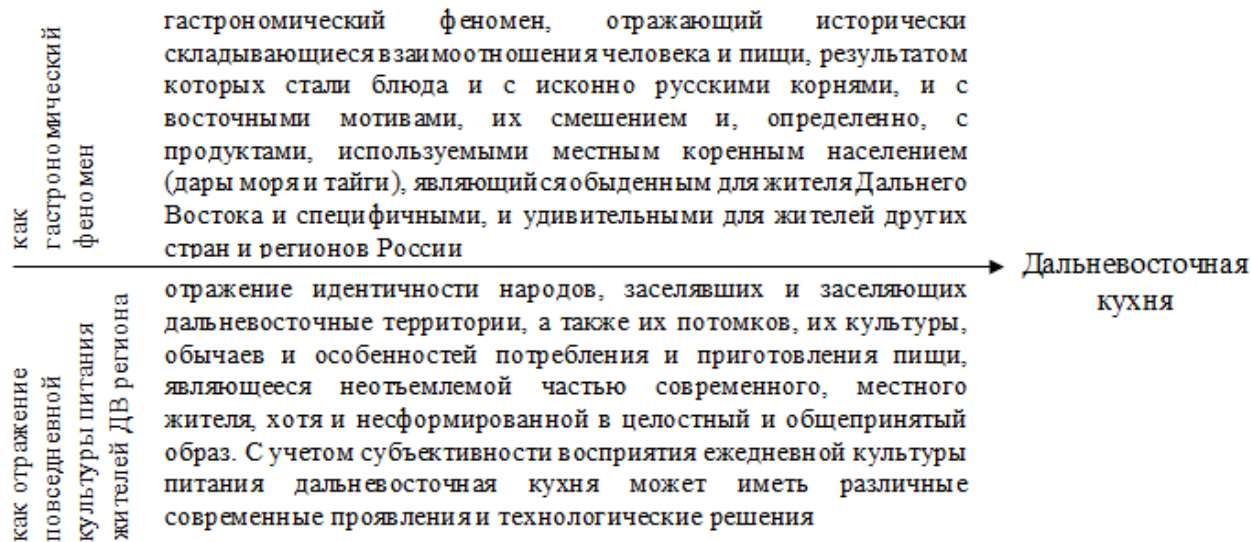 как
гастрономический
феномен
гастрономический феномен, отражающий исторически
складывающиеся взаимоотношения человека и пищи, результатом
которых стали блюда и с исконно русскими корнями, и с
восточными мотивами, их смешением и, определенно, с
продуктами, используемыми местным коренным населением
(дары моря и тайги), являющийся обыденным для жителя Дальнего
Востока и специфичными, и удивительными для жителей других
стран и регионов России
как отражение
повседневной
культуры питания
жителей ДВ региона
отражение идентичности народов, заселявших и заселяющих
дальневосточные территории, а также их потомков, их культуры,
обычаев и особенностей потребления и приготовления пищи,
являющееся неотъемлемой частью современного, местного
жителя, хотя и несформированной в целостный и общепринятый
образ. С учетом субъективности восприятия ежедневной культуры
питания дальневосточная кухня может иметь различные
современные проявления и технологические решения
Дальневосточная
кухня